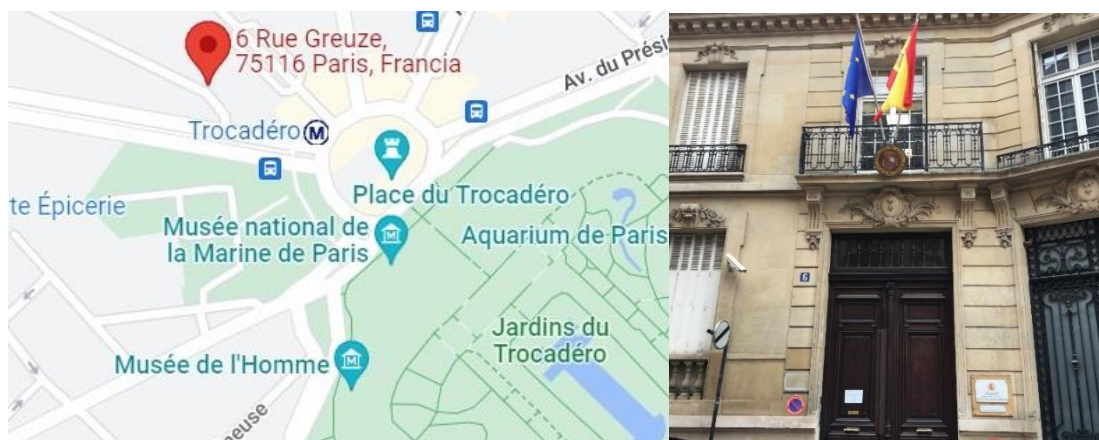 6 Rue Greuze,
75116 Paris, Francia
Av. du Prési
Trocadéro M
Place du Trocadéro
te Épicerie
Musée national de
la Marine de Paris
Aquarium de Paris
Jardins du
Trocadéro
Musée de l'Homme
neuse
6